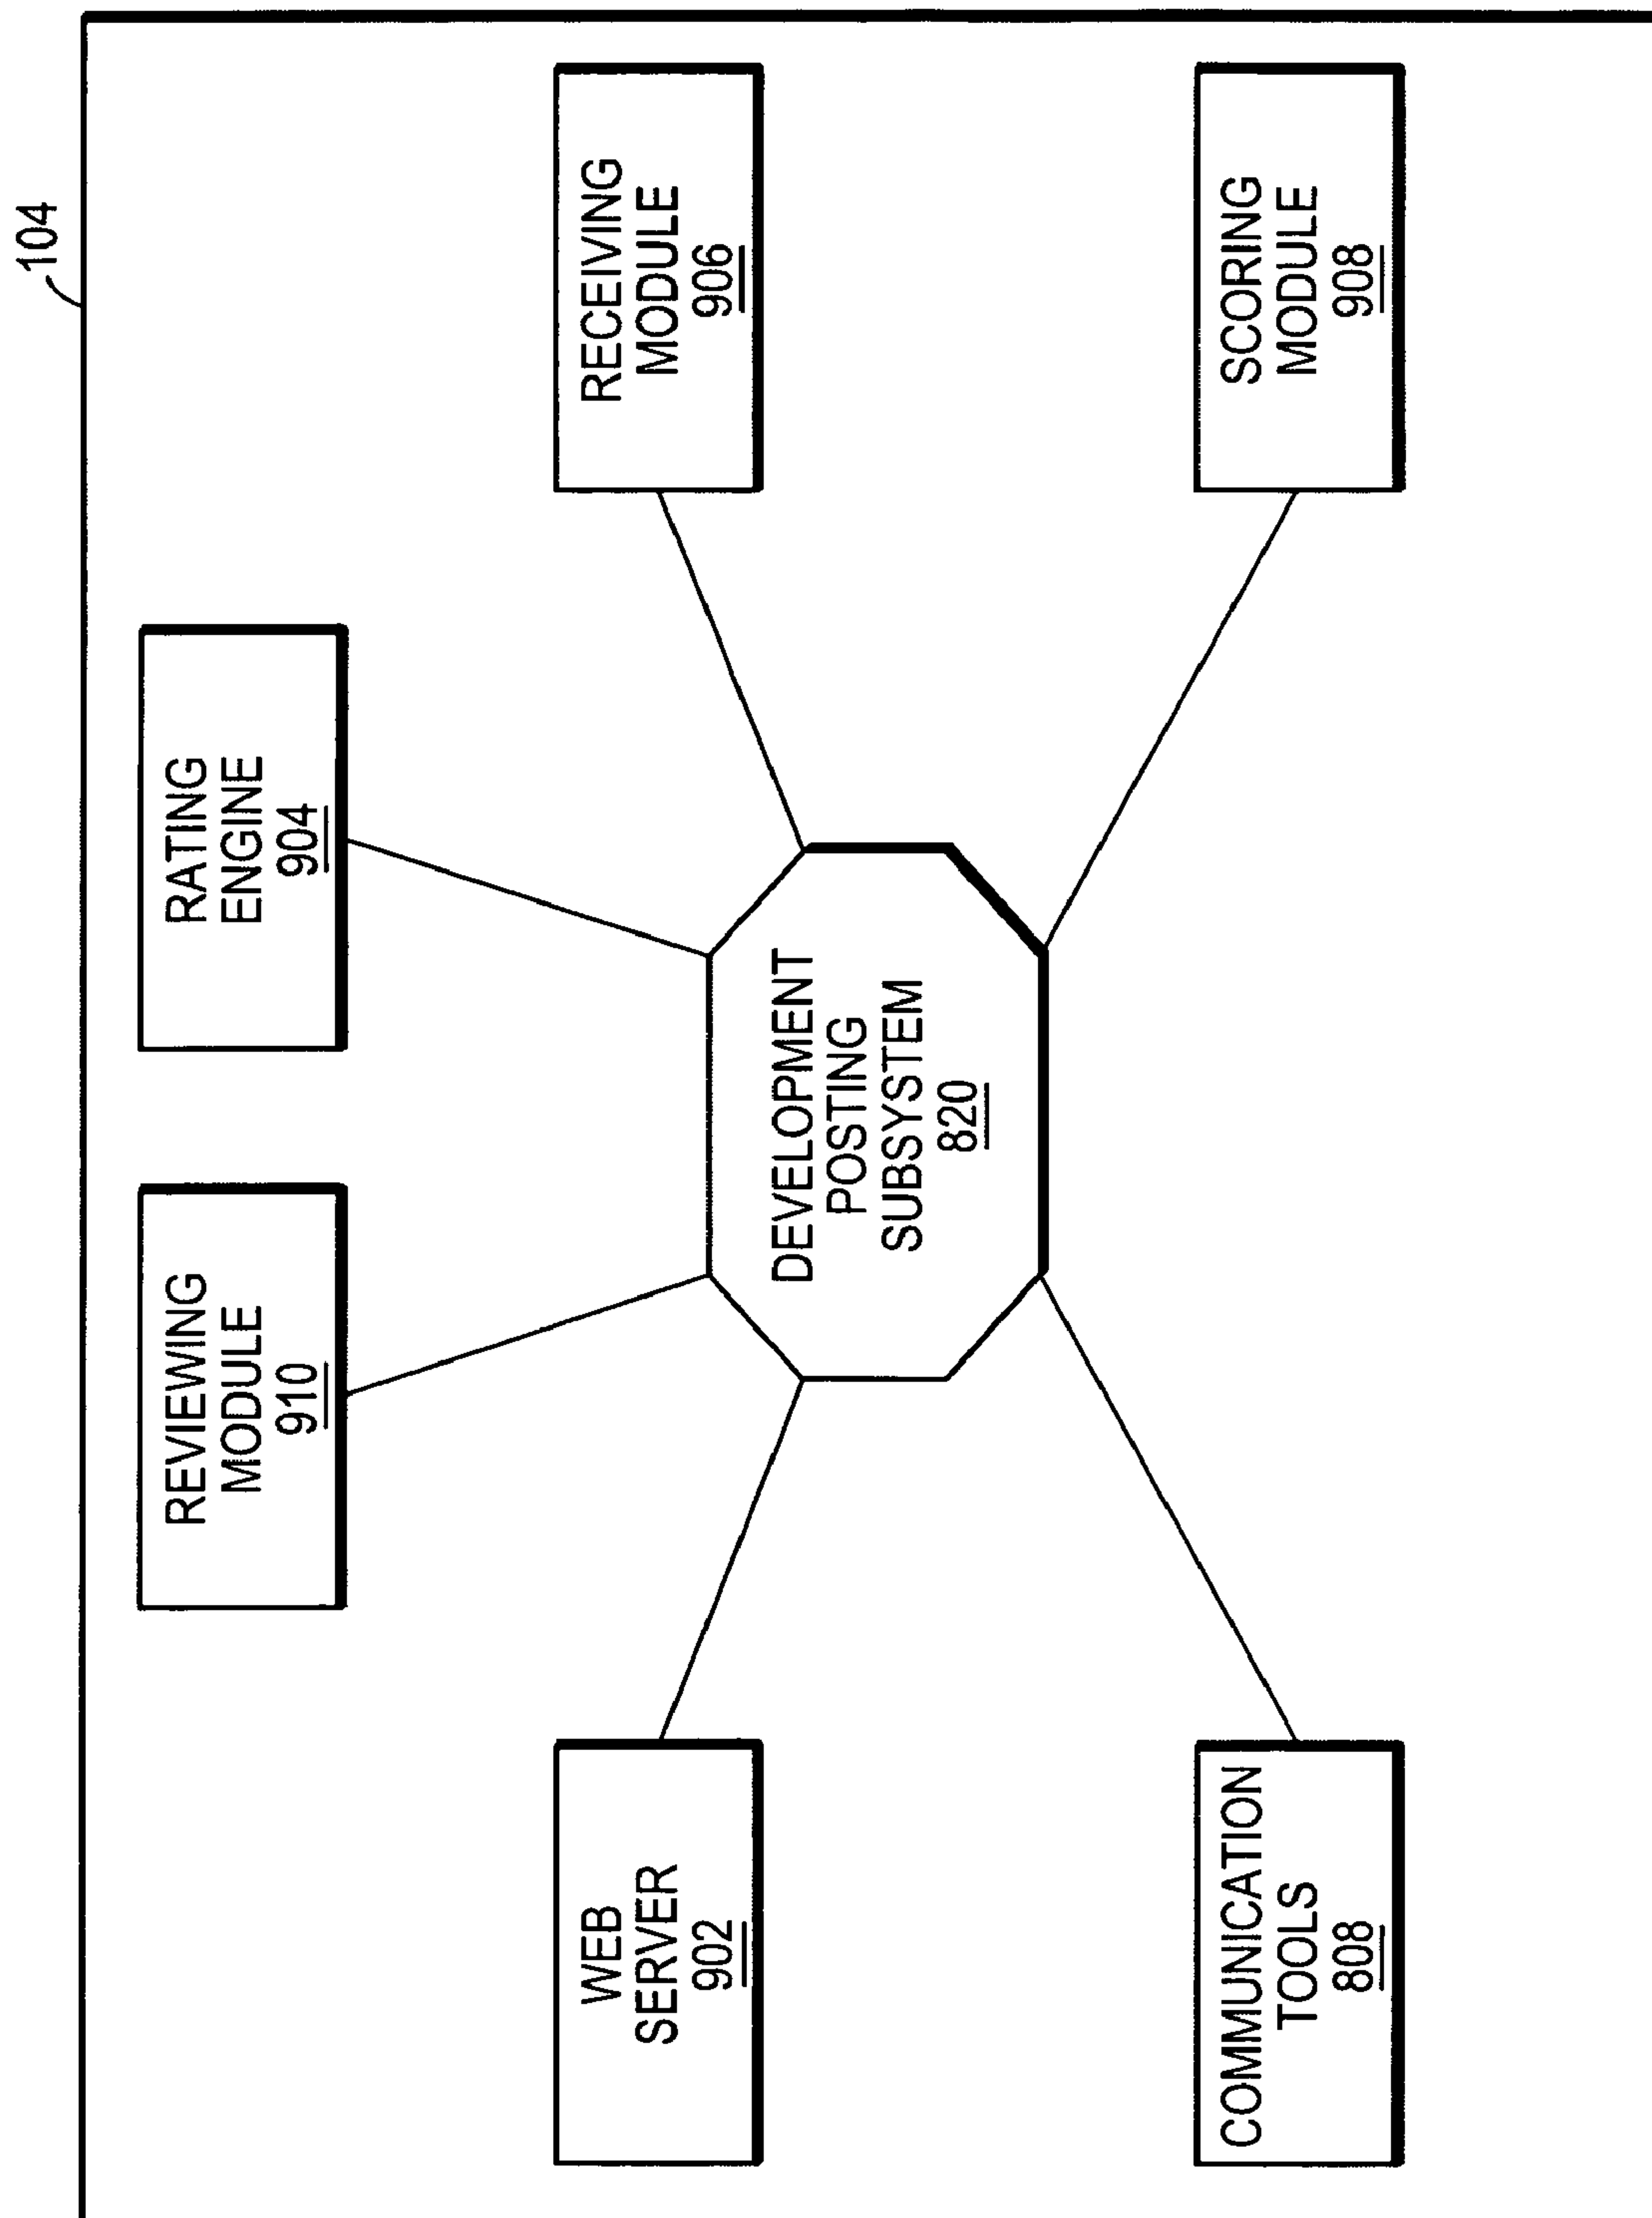 104
REVIEWING
MODULE
910
RATING
ENGINE
904
WEB
SERVER
902
RECEIVING
MODULE
906
DEVELOPMENT
POSTING
SUBSYSTEM
820
COMMUNICATION
TOOLS
808
SCORING
MODULE
908